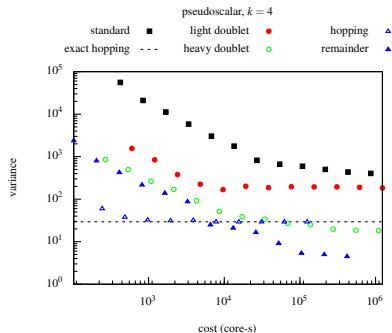 pseudoscalar, k = 4
standard light doublet hopping
exact hopping heavy doublet remainder
10^5
10^4
10^3
10^2
10^1
10^0
variance
10^3 10^4 10^5 10^6
cost (core-s)